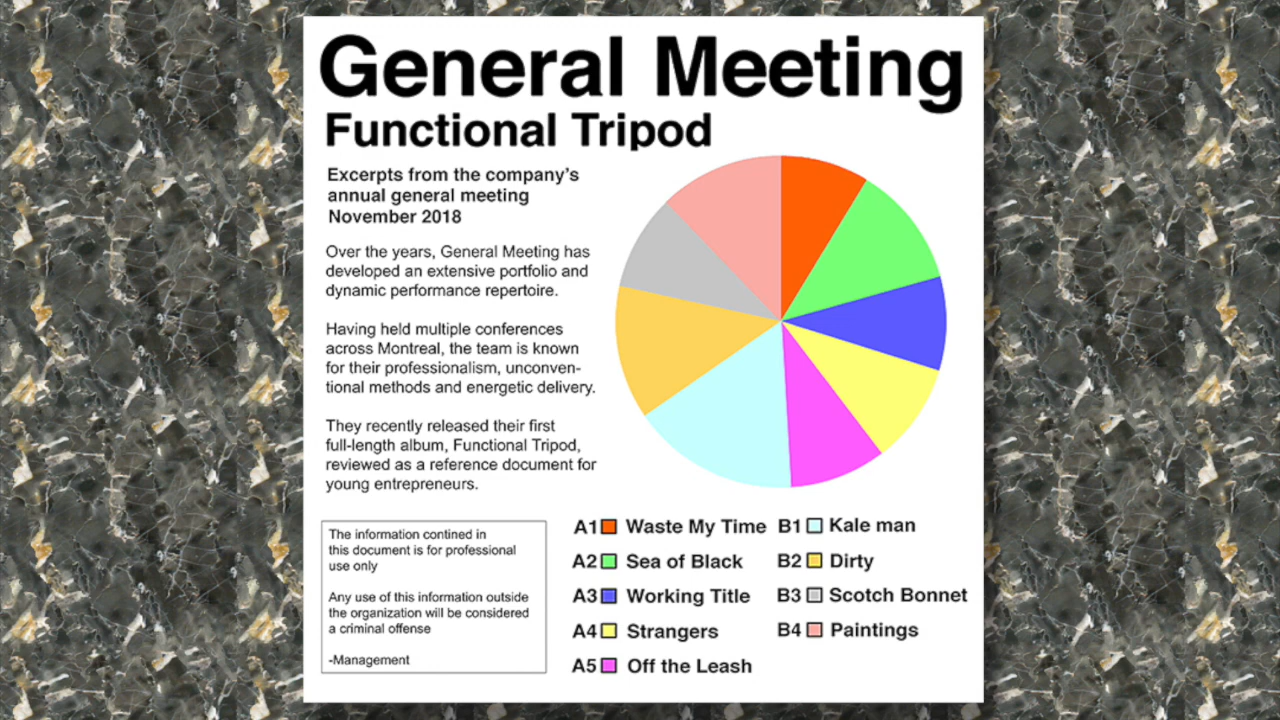 General Meeting
Functional Tripod
Excerpts from the company's
annual general meeting
November 2018
Over the years, General Meeting has
developed an extensive portfolio and
dynamic performance repertoire.
Having held multiple conferences
across Montreal, the team is known
for their professionalism, unconven-
tional methods and energetic delivery.
They recently released their first
full-length album, Functional Tripod,
reviewed as a reference document for
young entrepreneurs.
The information contined in
this document is for professional
use only
Any use of this information outside
the organization will be considered
a criminal offense
-Management
A1 Waste My Time
A2 Sea of Black
A3 Working Title
A4 Strangers
A5 Off the Leash
B1 Kale man
B2 Dirty
B3 Scotch Bonnet
B4 Paintings